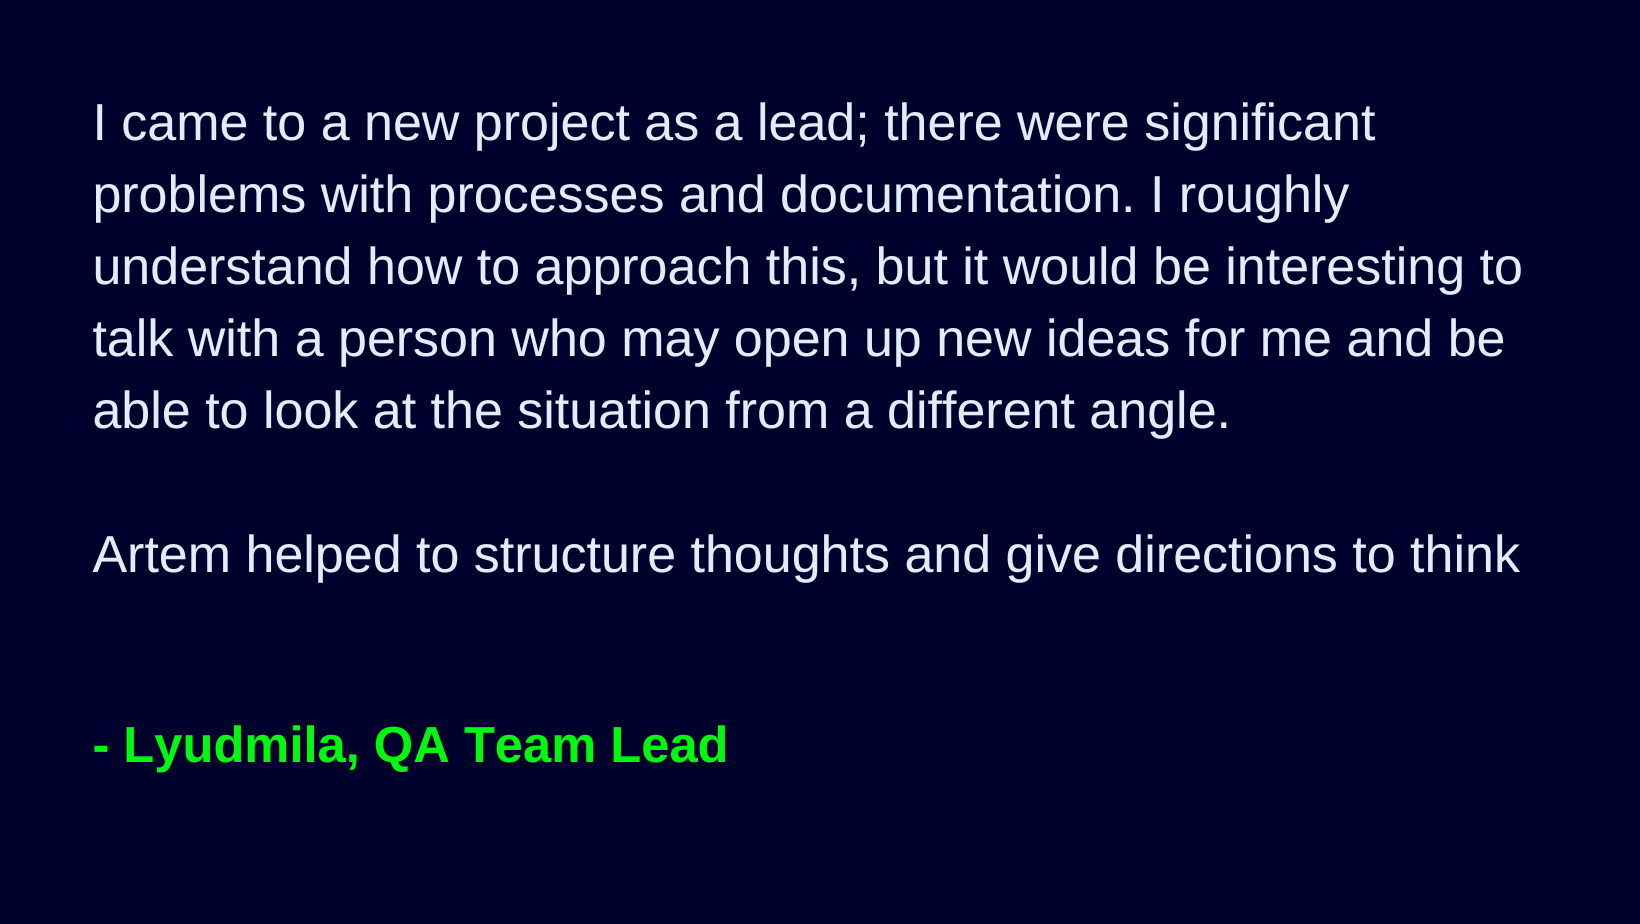 I came to a new project as a lead; there were significant
problems with processes and documentation. I roughly
understand how to approach this, but it would be interesting to
talk with a person who may open up new ideas for me and be
able to look at the situation from a different angle.
Artem helped to structure thoughts and give directions to think
- Lyudmila, QA Team Lead